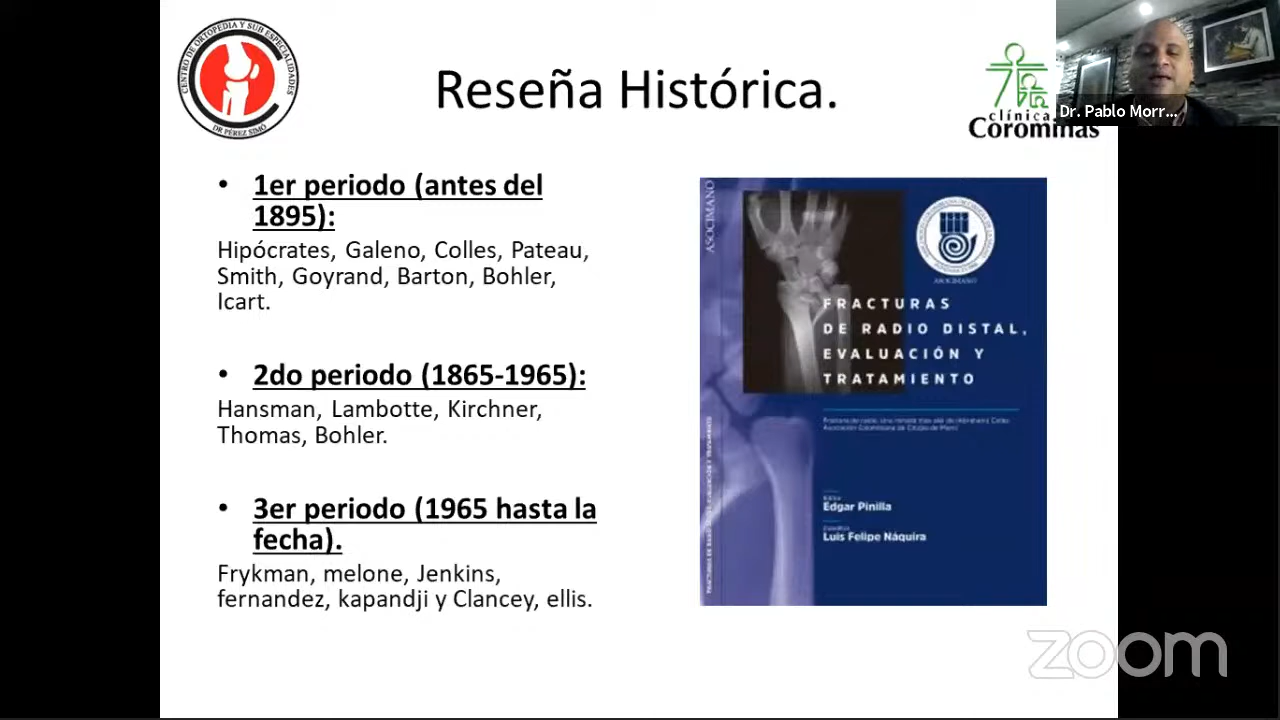 CENTRO DE ORTOPEDIA Y SUB ESPECIALIDADES
DR PÉREZ SIMÓ
Reseña Histórica.
clínica
Corominas
Dr. Pablo Morr...
• 1er periodo (antes del
1895):
Hipócrates, Galeno, Colles, Pateau,
Smith, Goyrand, Barton, Bohler,
Icart.
• 2do periodo (1865-1965):
Hansman, Lambotte, Kirchner,
Thomas, Bohler.
• 3er periodo (1965 hasta la
fecha).
Frykman, melone, Jenkins,
fernandez, kapandji y Clancey, ellis.
ASOCIMANO
ASOCIMANO
FRACTURAS
DE RADIO DISTAL,
EVALUACIÓN Y
TRATAMIENTO
Edgar Pinilla
Luis Felipe Náquira
zoom